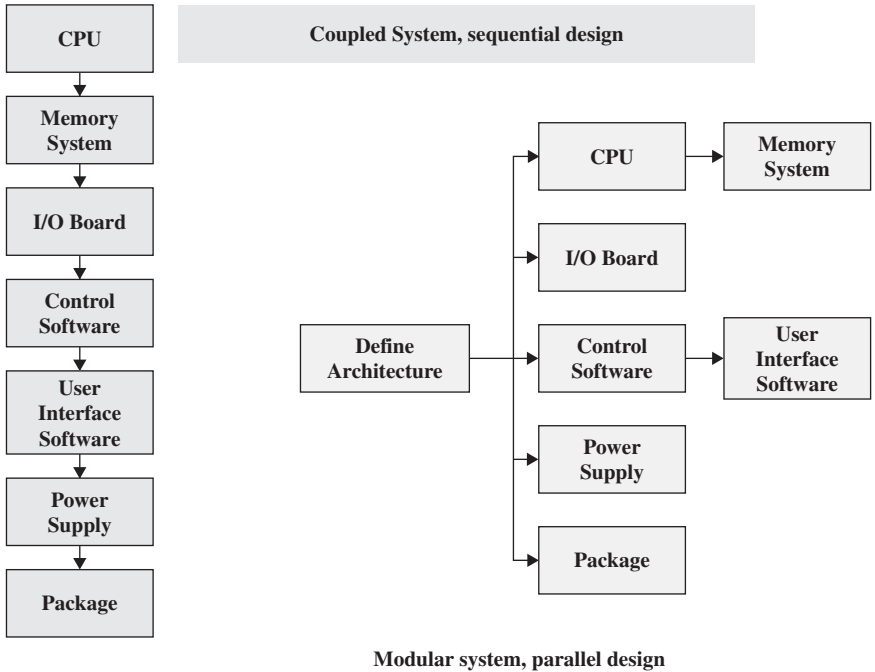 CPU
Memory
System
I/O Board
Control
Software
User
Interface
Software
Power
Supply
Package
Coupled System, sequential design
Define
Architecture
CPU
Memory
System
I/O Board
Control
Software
User
Interface
Software
Power
Supply
Package
Modular system, parallel design